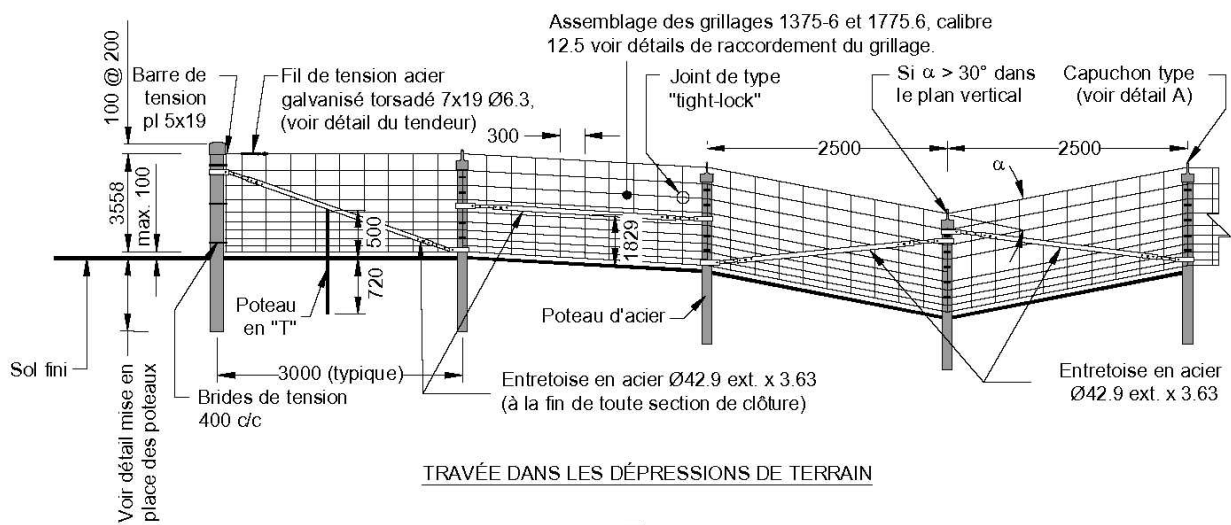 Assemblage des grillages 1375-6 et 1775.6, calibre
12.5 voir détails de raccordement du grillage.
100 @ 200
Barre de
tension
pl 5x19
Fil de tension acier
galvanisé torsadé 7x19 Ø6.3,
(voir détail du tendeur)
Joint de type
"tight-lock"
Si α > 30° dans
le plan vertical
Capuchon type
(voir détail A)
300
2500
2500
α
3558
max. 100
500
1829
720
Poteau
en "T"
Poteau d'acier
Sol fini
3000 (typique)
Brides de tension
400 c/c
Entretoise en acier Ø42.9 ext. x 3.63
(à la fin de toute section de clôture)
Entretoise en acier
Ø42.9 ext. x 3.63
Voir détail mise en
place des poteaux
TRAVÉE DANS LES DÉPRESSIONS DE TERRAIN